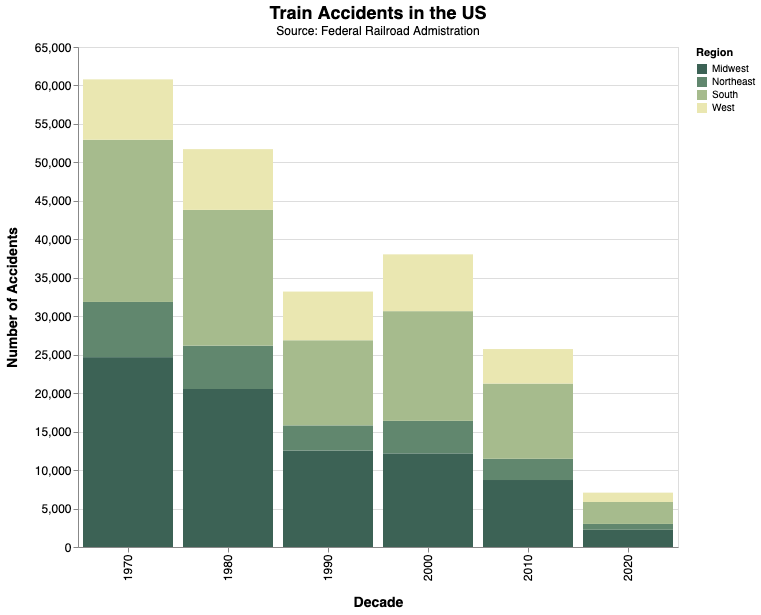 Train Accidents in the US
Source: Federal Railroad Admistration
Number of Accidents
65,000
60,000
55,000
50,000
45,000
40,000
35,000
30,000
25,000
20,000
15,000
10,000
5,000
0
1970
1980
1990
2000
2010
2020
Decade
Region
Midwest
Northeast
South
West